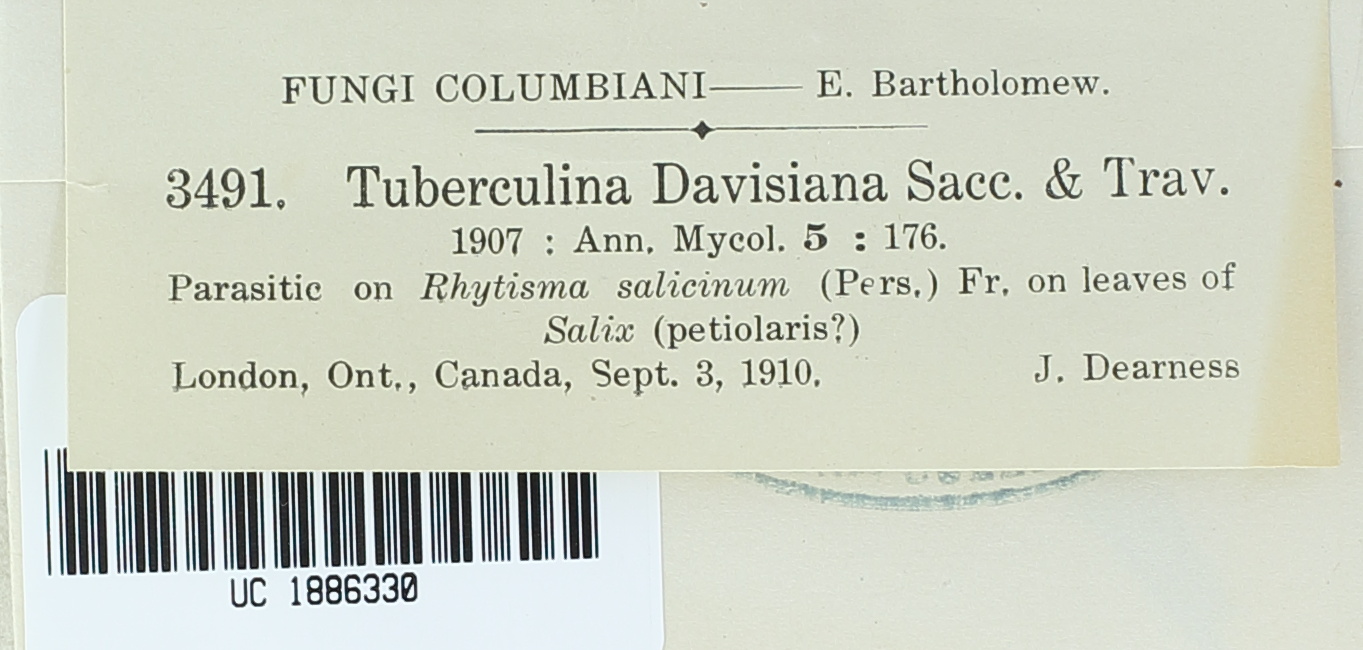 FUNGI COLUMBIANI—— E. Bartholomew.
3491. Tuberculina Davisiana Sacc. & Trav.
1907 : Ann. Mycol. 5 : 176.
Parasitic on Rhytisma salicinum (Pers.) Fr. on leaves of
Salix (petiolaris?)
London, Ont., Canada, Sept. 3, 1910. J. Dearness
UC 1886330